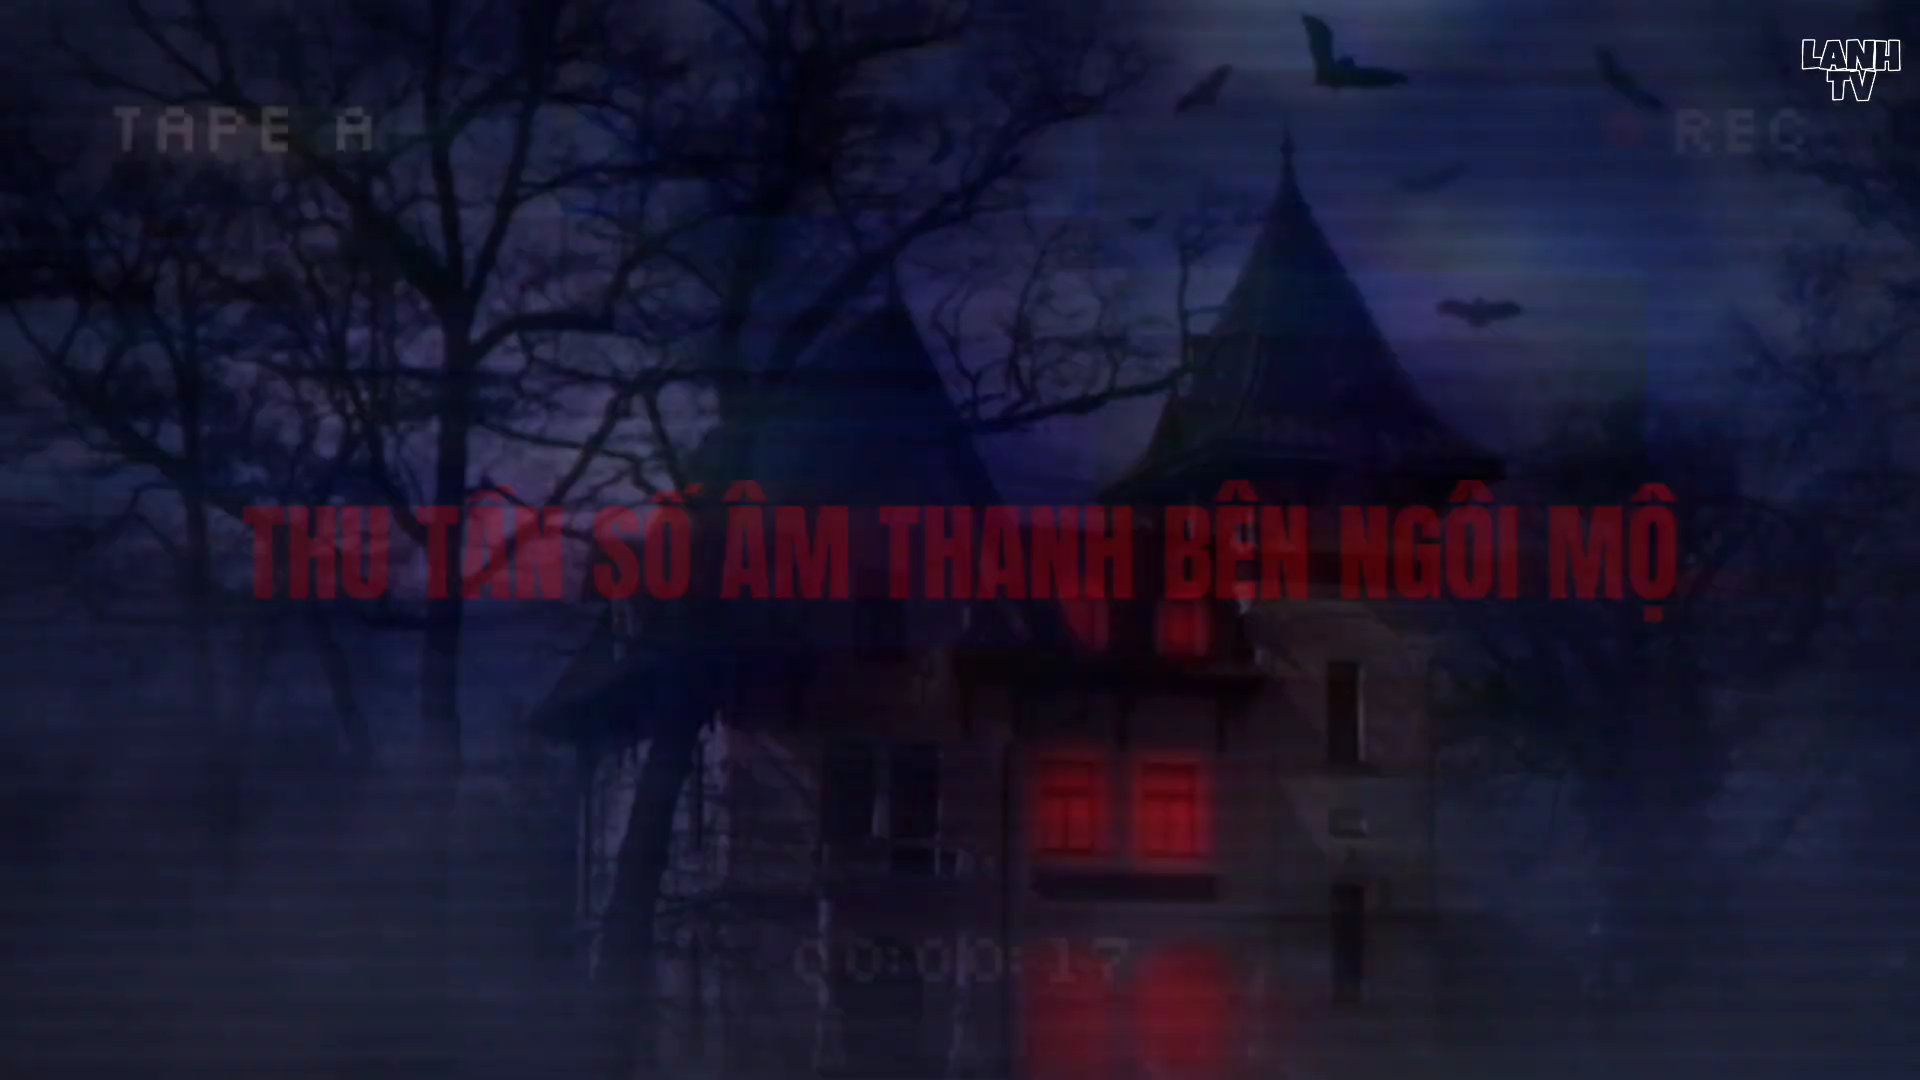 LANH
TV
TAPE A
REC
THU TẦN SỐ ÂM THANH BÊN NGÔI MỘ
00:00:17